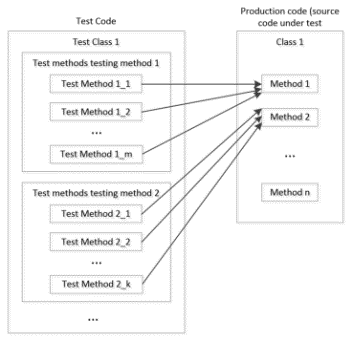 Test Code
Test Class 1
Test methods testing method 1
Test Method 1_1
Test Method 1_2
...
Test Method 1_m
Test methods testing method 2
Test Method 2_1
Test Method 2_2
...
Test Method 2_k
...
Production code (source
code under test
Class 1
Method 1
Method 2
...
Method n